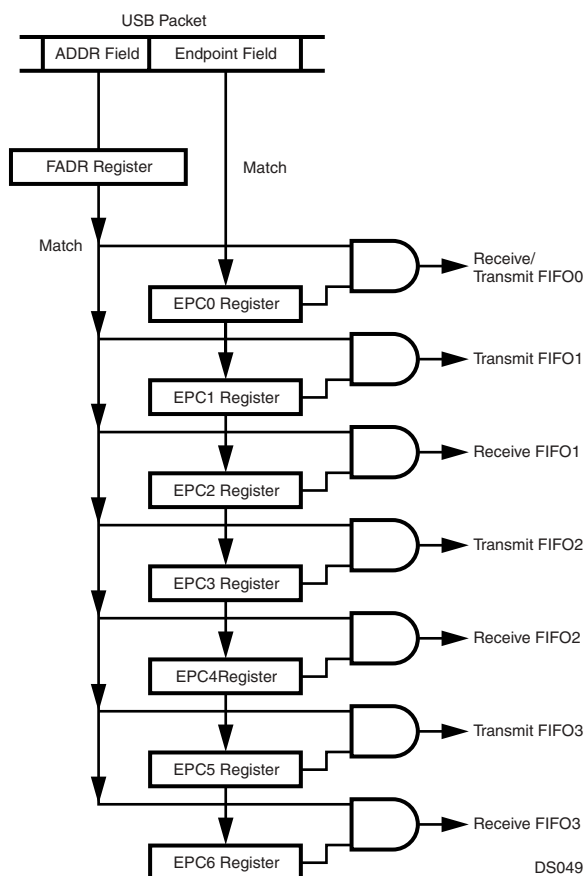 USB Packet
ADDR Field
Endpoint Field
FADR Register
Match
Match
Receive/
Transmit FIFO0
EPC0 Register
Transmit FIFO1
EPC1 Register
Receive FIFO1
EPC2 Register
Transmit FIFO2
EPC3 Register
Receive FIFO2
EPC4Register
Transmit FIFO3
EPC5 Register
Receive FIFO3
EPC6 Register
DS049